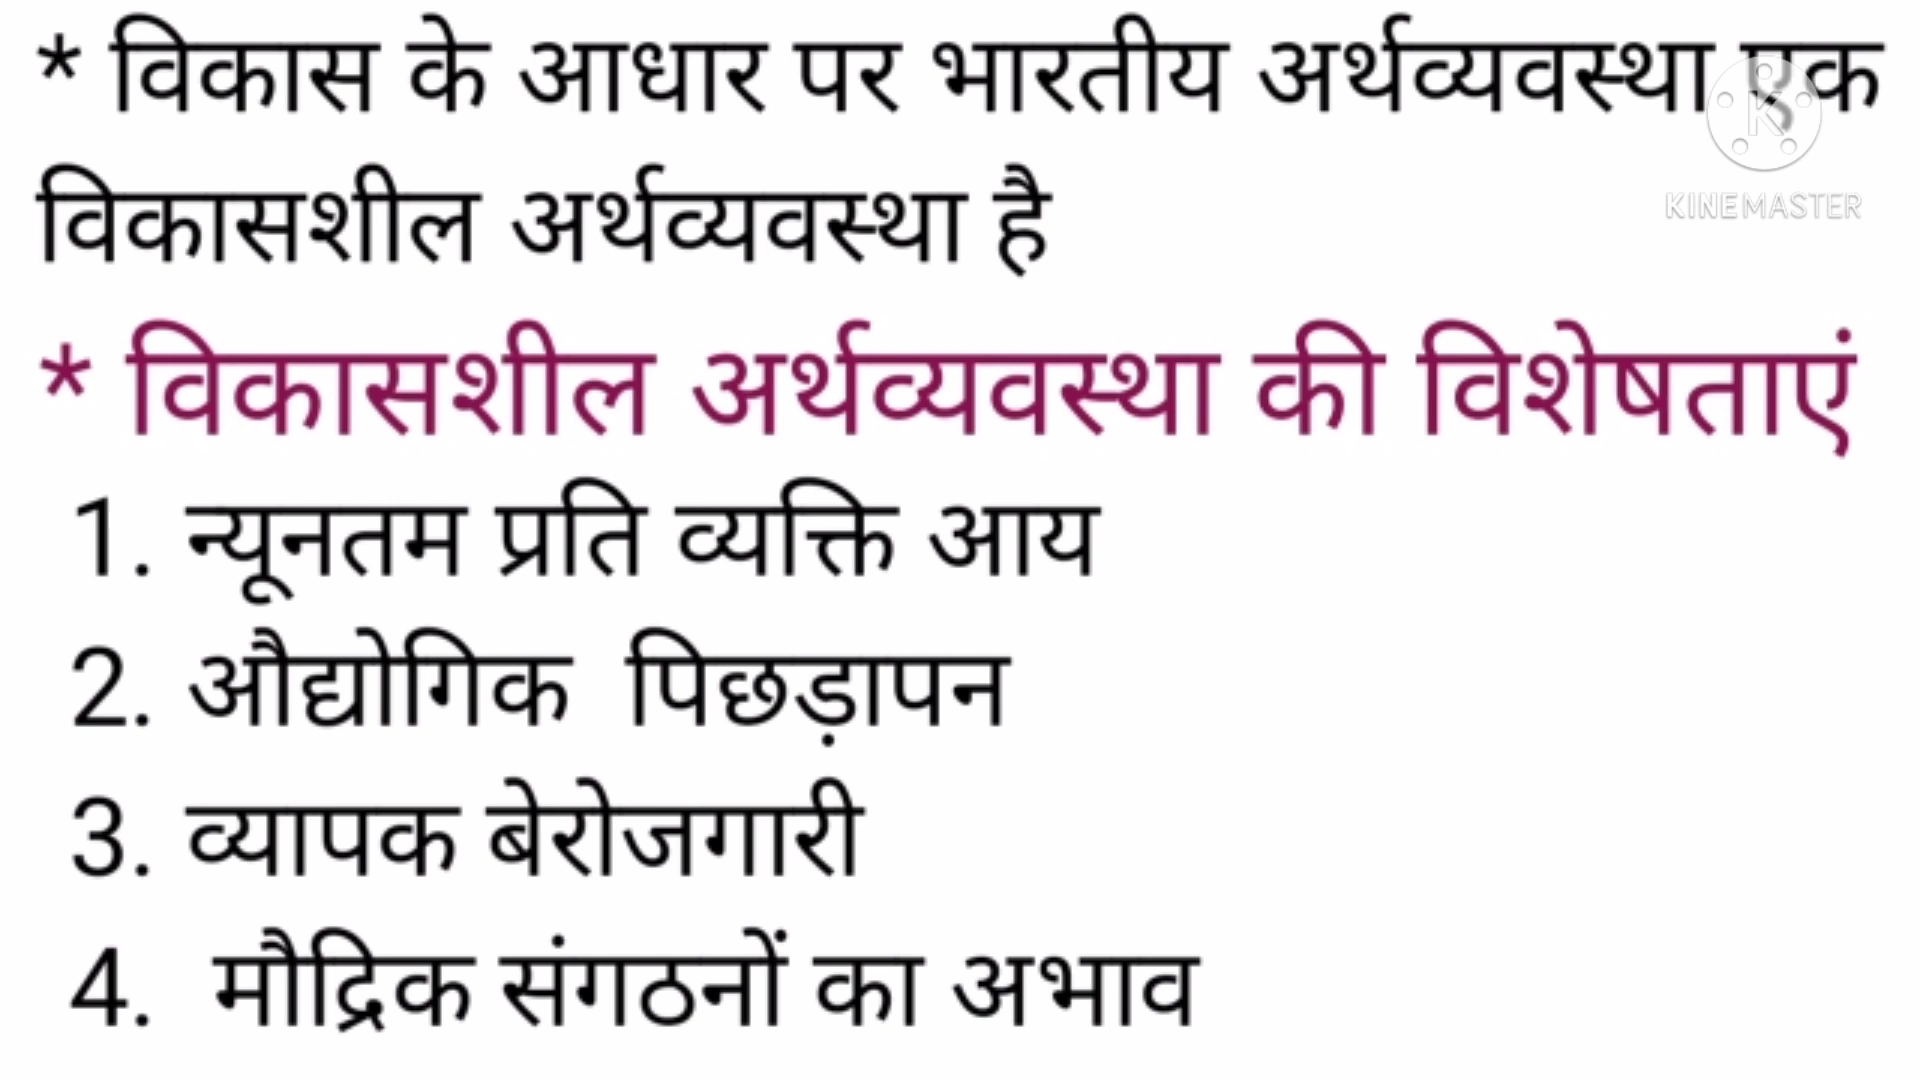 * विकास के आधार पर भारतीय अर्थव्यवस्था एक
विकासशील अर्थव्यवस्था है
KINEMASTER
* विकासशील अर्थव्यवस्था की विशेषताएं
1. न्यूनतम प्रति व्यक्ति आय
2. औद्योगिक पिछड़ापन
3. व्यापक बेरोजगारी
4. मौद्रिक संगठनों का अभाव